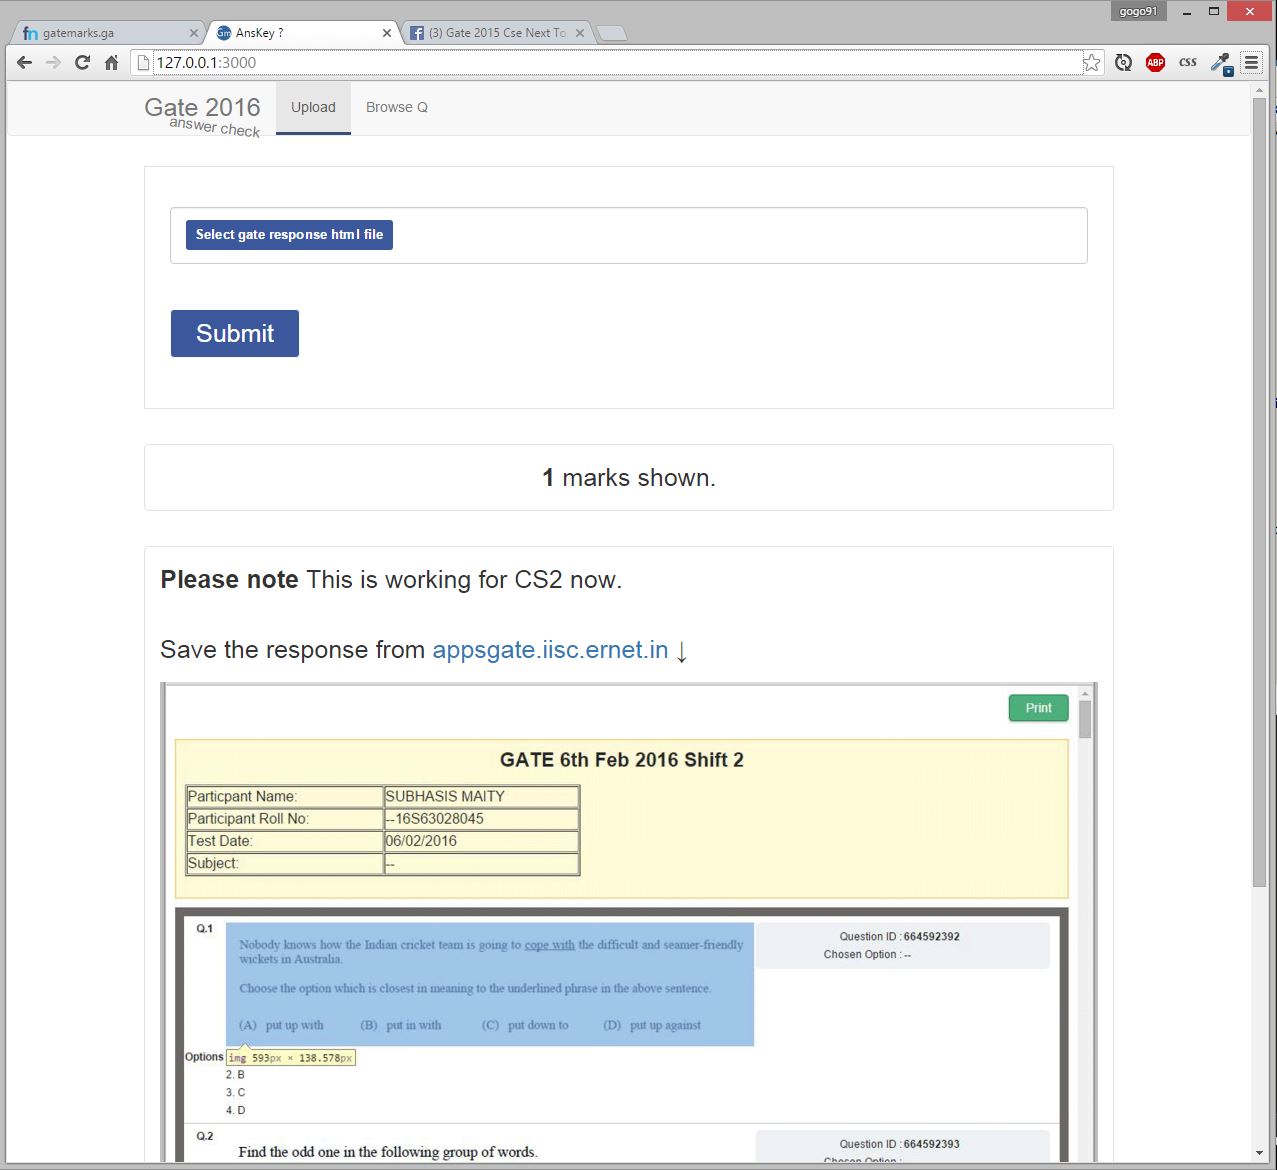 gogo91
fn gatemarks.ga
Gm AnsKey ?
(3) Gate 2015 Cse Next To
127.0.0.1:3000
ABP
css
Gate 2016
answer check
Upload
Browse Q
Select gate response html file
Submit
1 marks shown.
Please note This is working for CS2 now.
Save the response from appsgate.iisc.ernet.in ↓
Print
GATE 6th Feb 2016 Shift 2
Particpant Name: SUBHASIS MAITY
Participant Roll No: --16S63028045
Test Date: 06/02/2016
Subject: --
Q.1
Nobody knows how the Indian cricket team is going to cope with the difficult and seamer-friendly
wickets in Australia.
Choose the option which is closest in meaning to the underlined phrase in the above sentence.
(A) put up with (B) put in with (C) put down to (D) put up against
Question ID : 664592392
Chosen Option : --
Options
img 593px × 138.578px
2. B
3. C
4. D
Q.2
Find the odd one in the following group of words.
Question ID : 664592393
Chosen Option : --